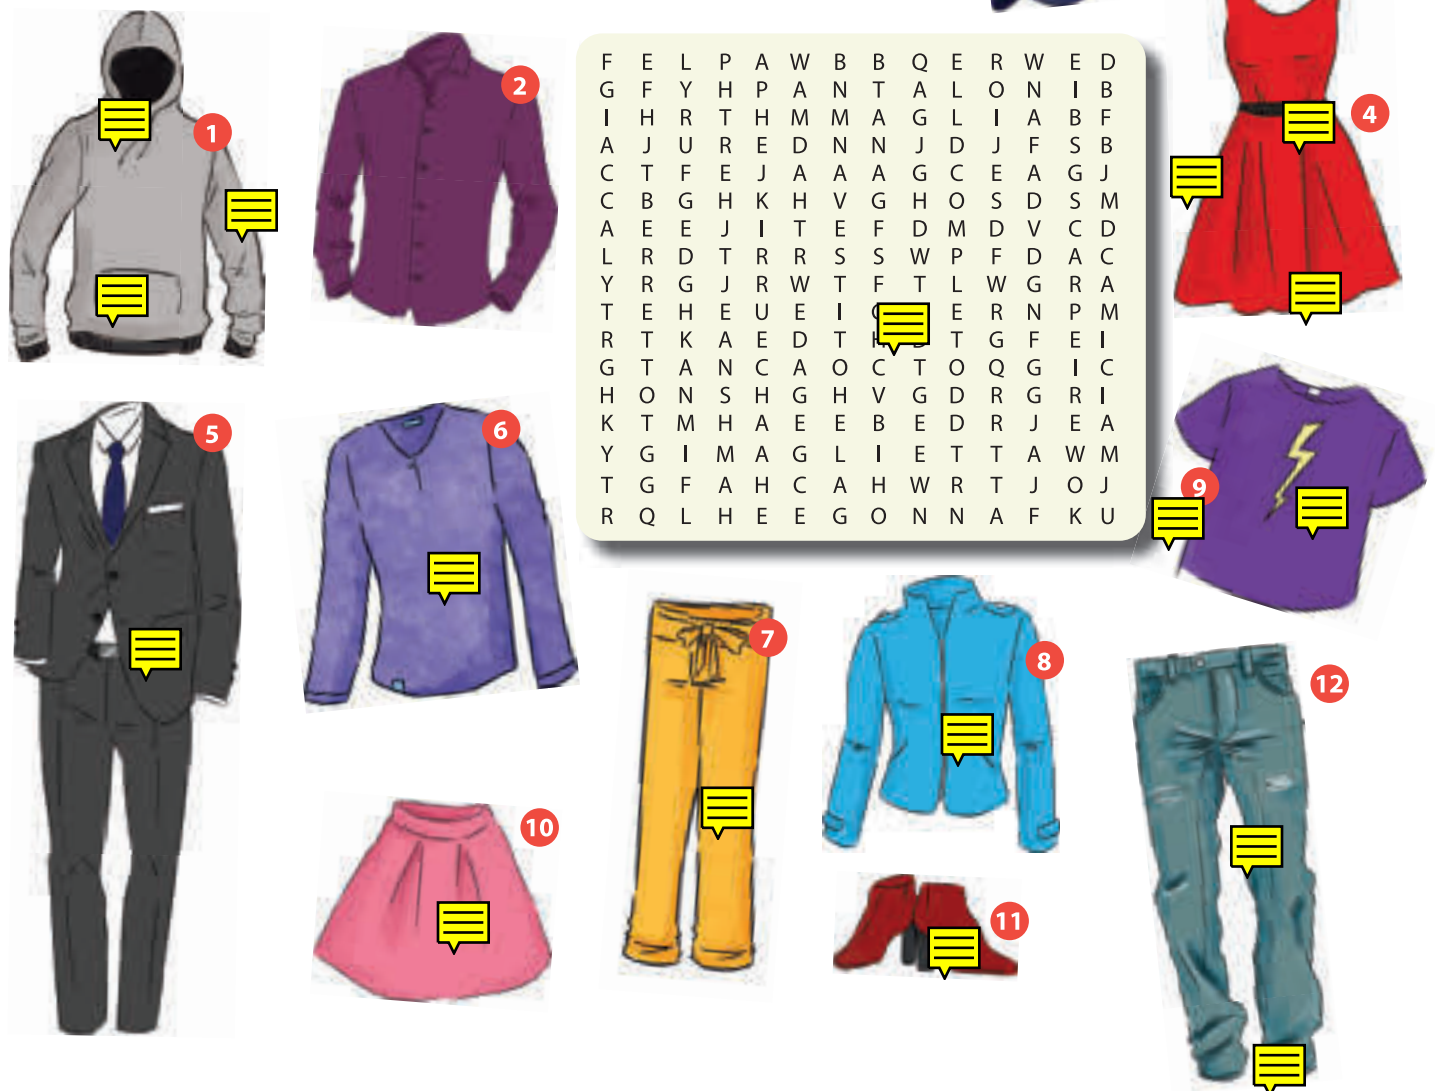 F E L P A W B B Q E R W E D
G F Y H P A N T A L O N I B
I H R T H M M A G L I A B F
A J U R E D N N J D J F S B
C T F E J A A A G C E A G J
C B G H K H V G H O S D S M
A E E J I T E F D M D V C D
L R D T R R S S W P F D A C
Y R G J R W T F T L W G R A
T E H E U E I E R N P M
R T K A E D T T G F E I
G T A N C A O C T O Q G I C
H O N S H G H V G D R G R I
K T M H A E E B E D R J E A
Y G I M A G L I E T T A W M
T G F A H C A H W R T J O J
R Q L H E E G O N N A F K U
1
2
4
5
6
7
8
9
10
11
12